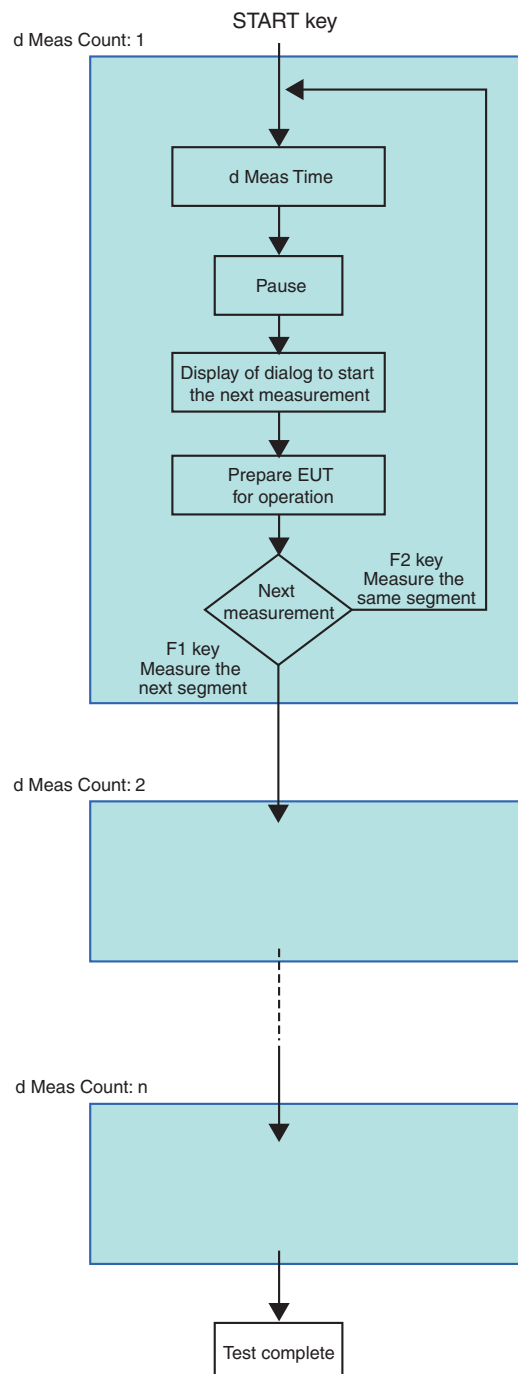 START key
d Meas Count: 1
d Meas Time
Pause
Display of dialog to start
the next measurement
Prepare EUT
for operation
Next
measurement
F2 key
Measure the
same segment
F1 key
Measure the
next segment
d Meas Count: 2
d Meas Count: n
Test complete